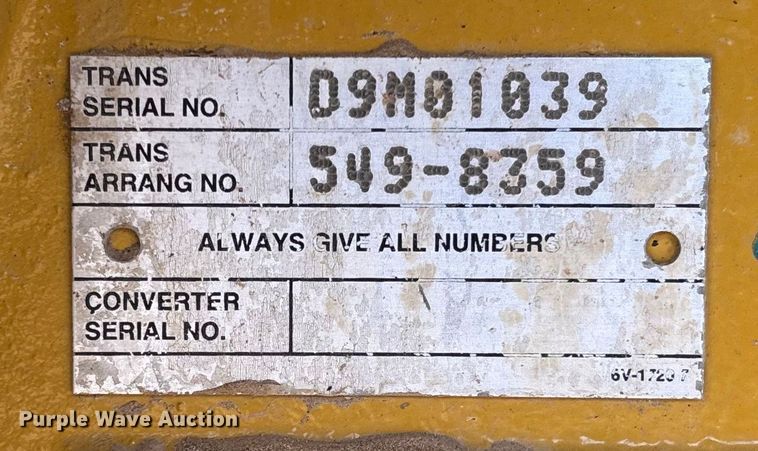 TRANS
SERIAL NO.
D9M01039
TRANS
ARRANG NO.
549-8359
ALWAYS GIVE ALL NUMBERS
CONVERTER
SERIAL NO.
Purple Wave Auction